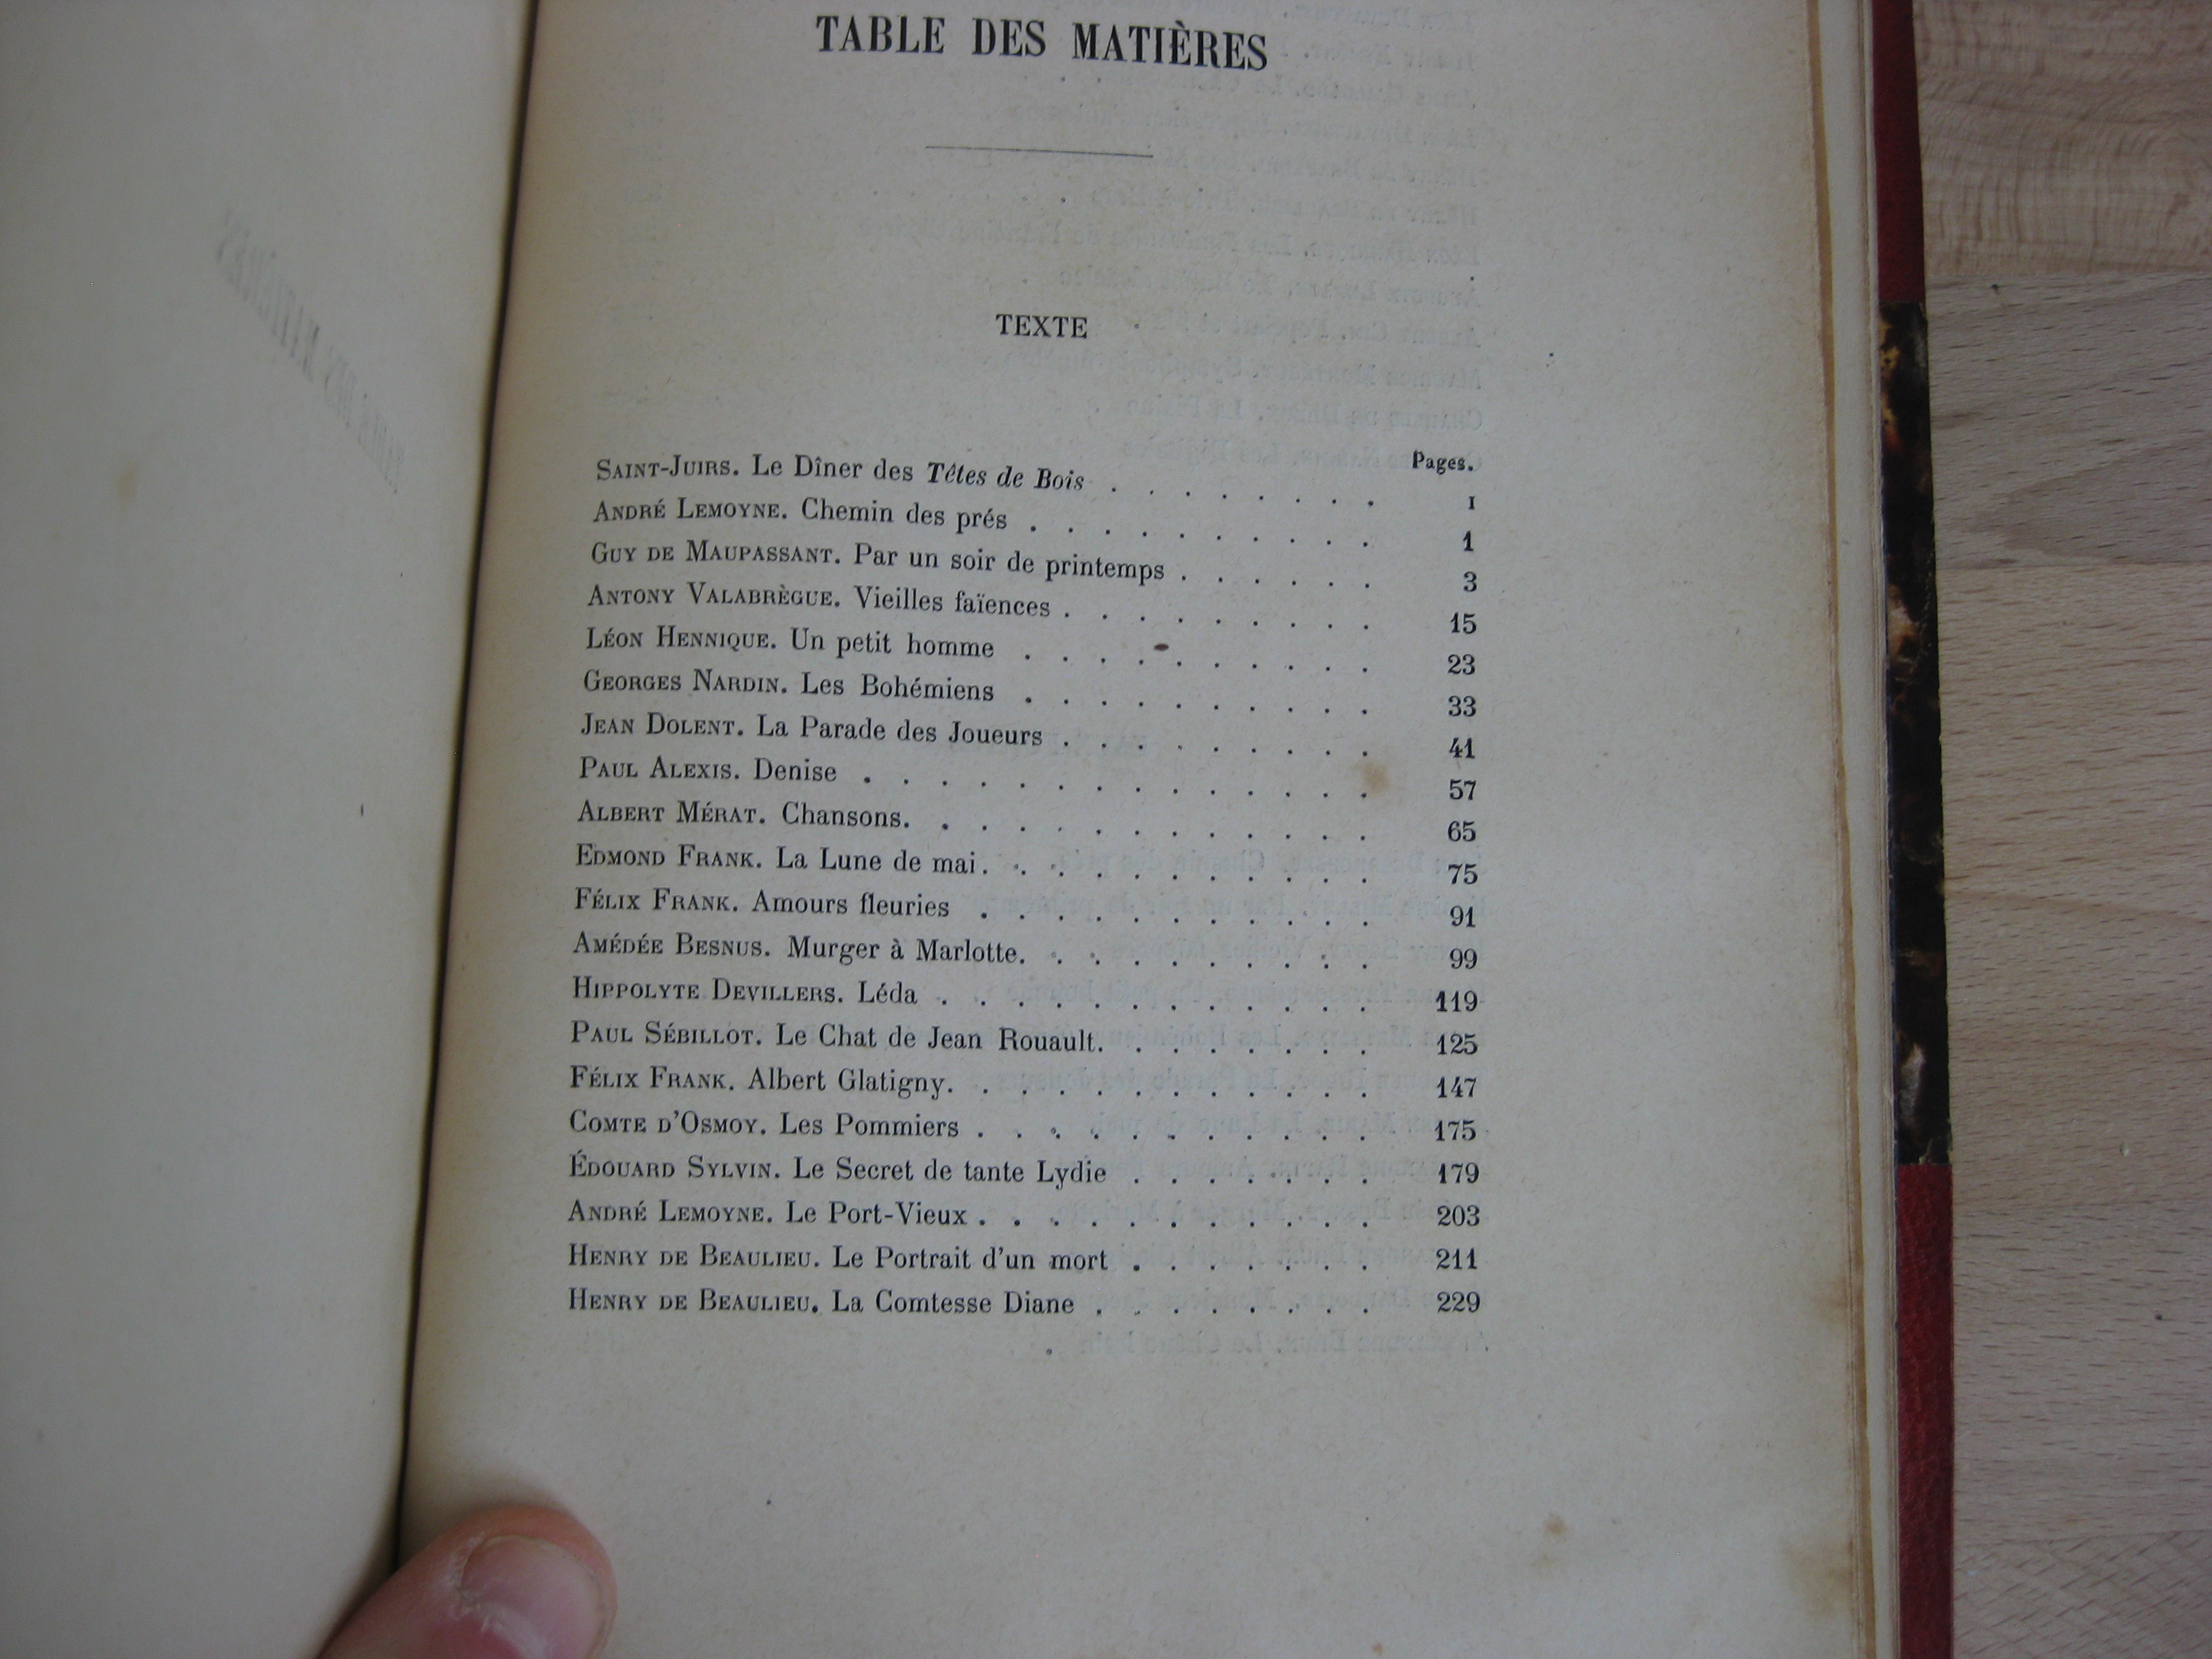 TABLE DES MATIÈRES
TEXTE
Pages.
SAINT-JUIRS. Le Dîner des Têtes de Bois . . . . . . . . I
ANDRÉ LEMOYNE. Chemin des prés . . . . . . . . . . 1
GUY DE MAUPASSANT. Par un soir de printemps . . . . . . 3
ANTONY VALABRÈGUE. Vieilles faïences . . . . . . . . . 15
LÉON HENNIQUE. Un petit homme . . . . . . . . . . 23
GEORGES NARDIN. Les Bohémiens . . . . . . . . . . 33
JEAN DOLENT. La Parade des Joueurs . . . . . . . . . 41
PAUL ALEXIS. Denise . . . . . . . . . . . . . . 57
ALBERT MÉRAT. Chansons. . . . . . . . . . . . . 65
EDMOND FRANK. La Lune de mai. . . . . . . . . . . 75
FÉLIX FRANK. Amours fleuries . . . . . . . . . . . 91
AMÉDÉE BESNUS. Murger à Marlotte. . . . . . . . . . 99
HIPPOLYTE DEVILLERS. Léda . . . . . . . . . . . . 119
PAUL SÉBILLOT. Le Chat de Jean Rouault. . . . . . . . 125
FÉLIX FRANK. Albert Glatigny. . . . . . . . . . . . 147
COMTE D'OSMOY. Les Pommiers . . . . . . . . . . . 175
ÉDOUARD SYLVIN. Le Secret de tante Lydie . . . . . . . 179
ANDRÉ LEMOYNE. Le Port-Vieux . . . . . . . . . . . 203
HENRY DE BEAULIEU. Le Portrait d'un mort . . . . . . . 211
HENRY DE BEAULIEU. La Comtesse Diane . . . . . . . . 229